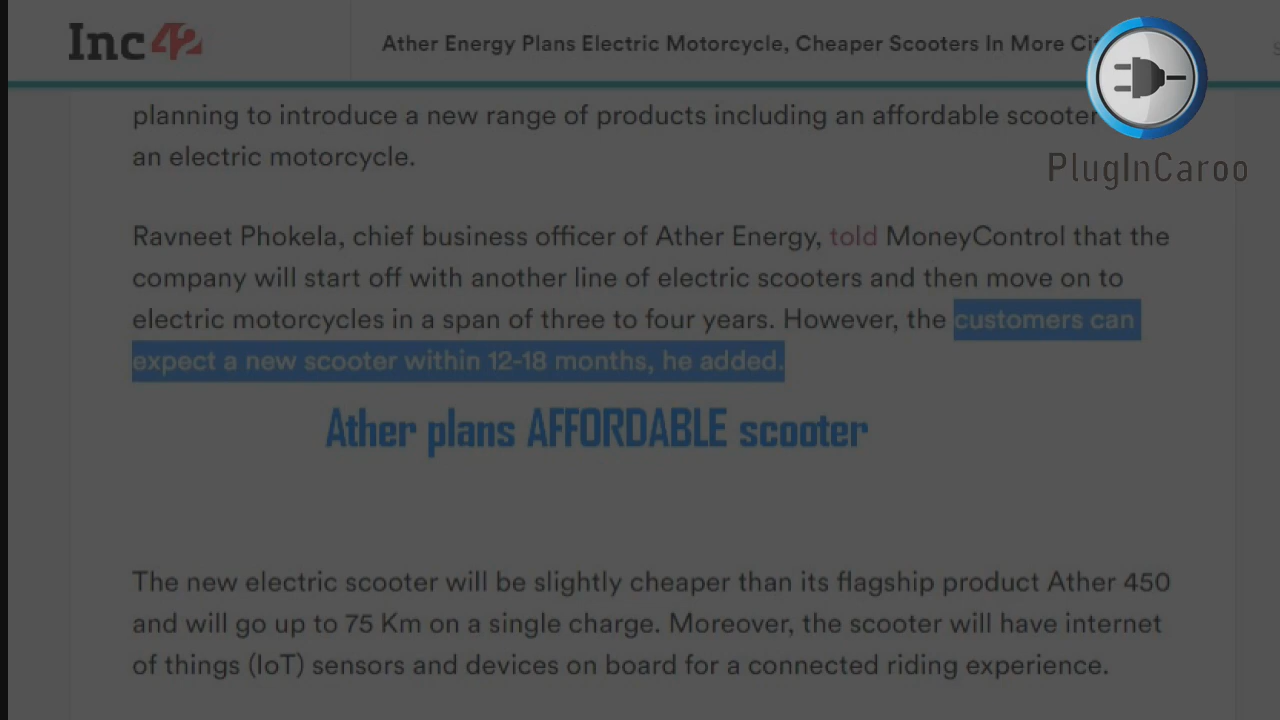 Inc42
Ather Energy Plans Electric Motorcycle, Cheaper Scooters In More
PlugInCaroo
planning to introduce a new range of products including an affordable scooter
an electric motorcycle.
Ravneet Phokela, chief business officer of Ather Energy, told MoneyControl that the
company will start off with another line of electric scooters and then move on to
electric motorcycles in a span of three to four years. However, the customers can
expect a new scooter within 12-18 months, he added.
Ather plans AFFORDABLE scooter
The new electric scooter will be slightly cheaper than its flagship product Ather 450
and will go up to 75 Km on a single charge. Moreover, the scooter will have internet
of things (IoT) sensors and devices on board for a connected riding experience.